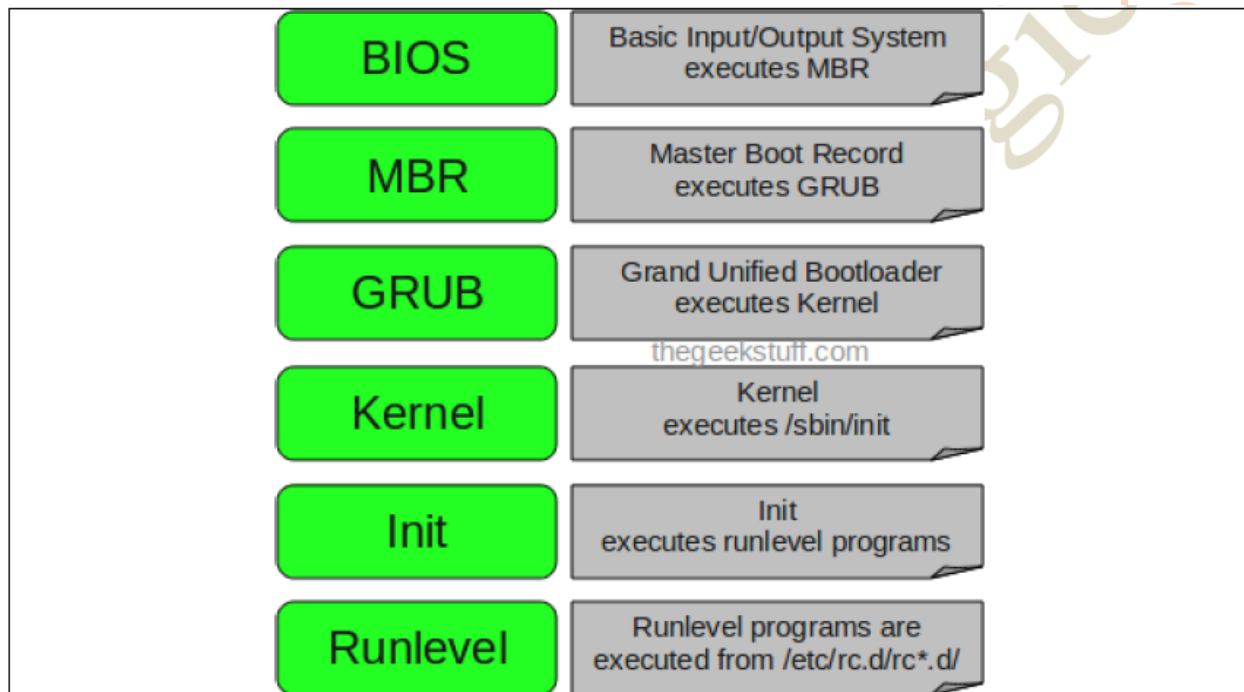 BIOS
Basic Input/Output System
executes MBR
MBR
Master Boot Record
executes GRUB
GRUB
Grand Unified Bootloader
executes Kernel
thegeekstuff.com
Kernel
Kernel
executes /sbin/init
Init
Init
executes runlevel programs
Runlevel
Runlevel programs are
executed from /etc/rc.d/rc*.d/